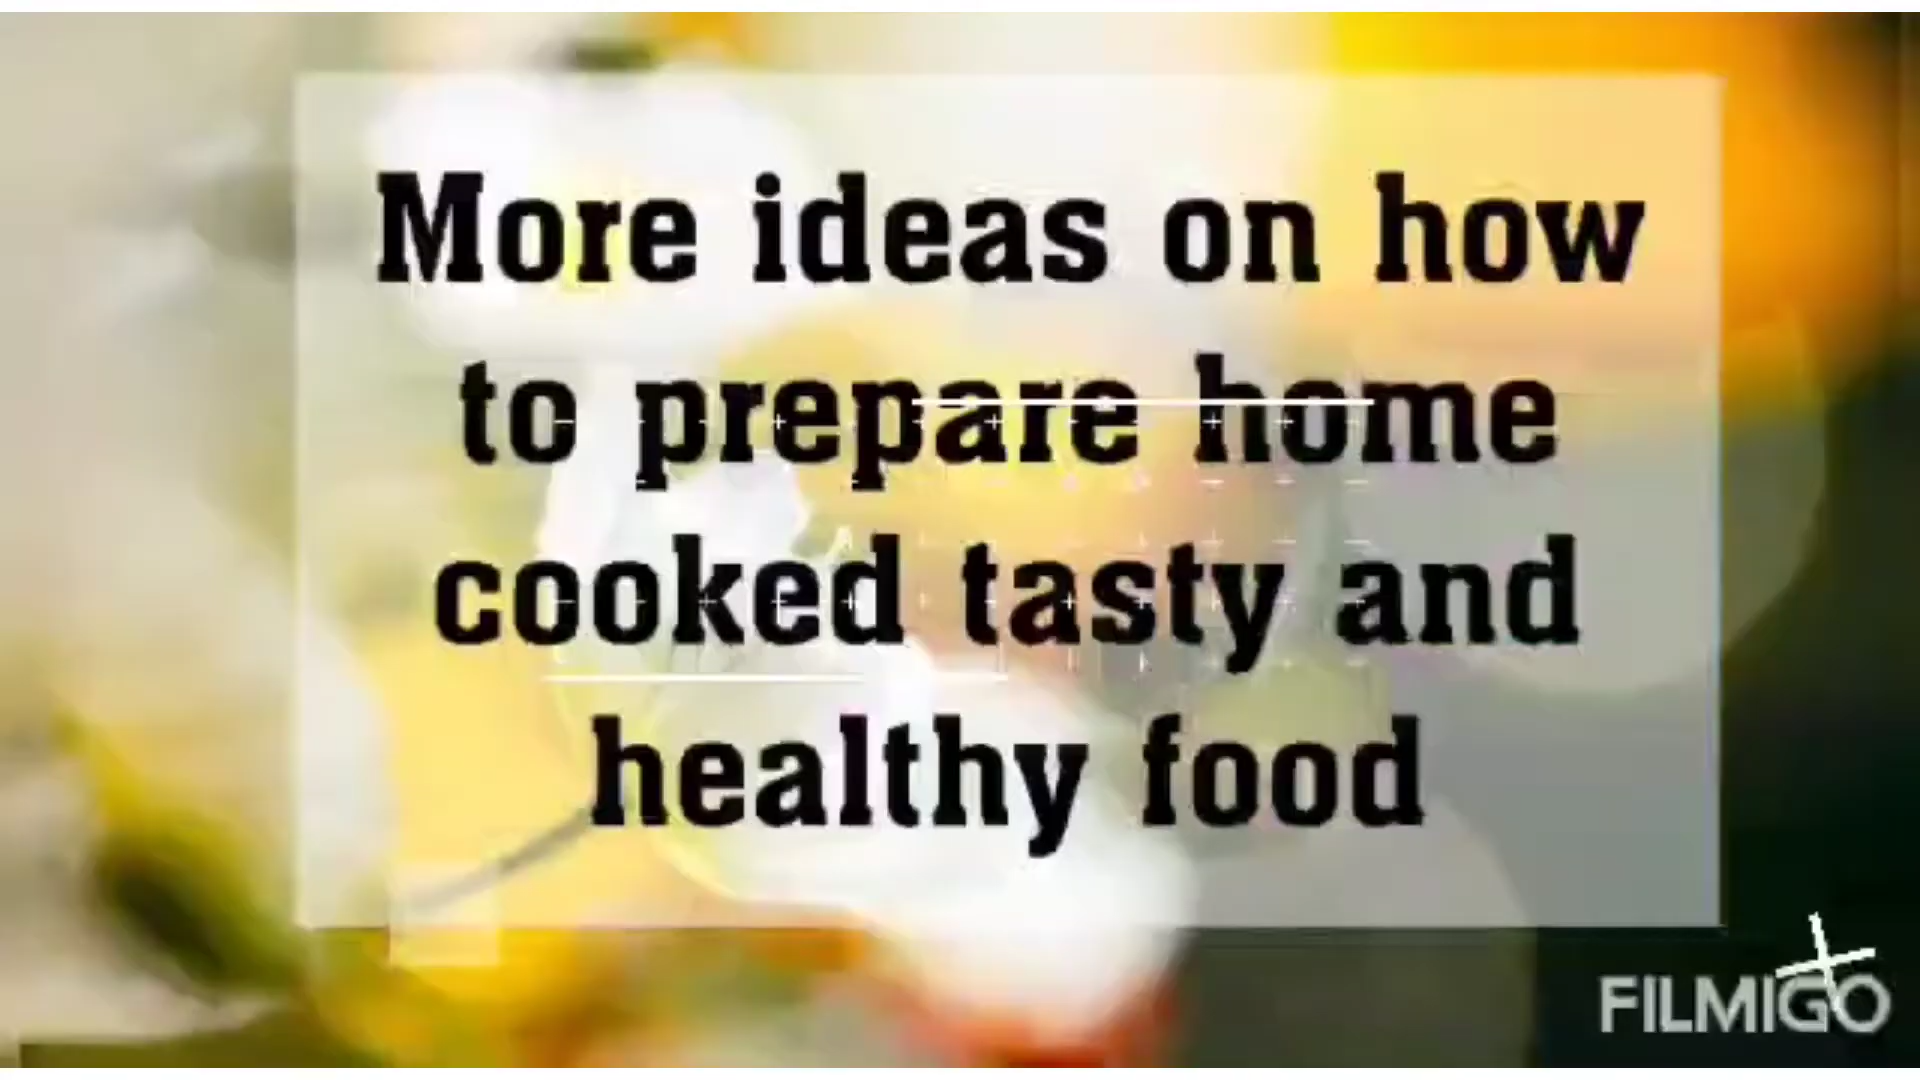 More ideas on how
to prepare home
cooked tasty and
healthy food
FILMIGO